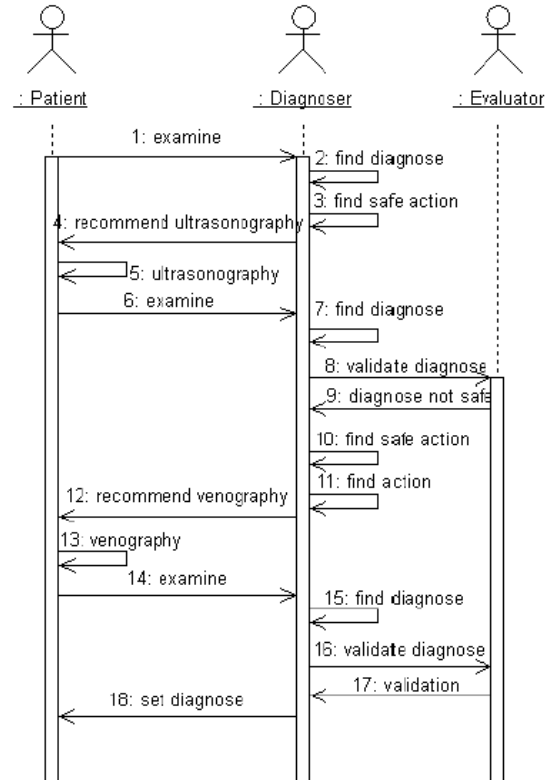 : Patient
: Diagnoser
: Evaluator
1: examine
2: find diagnose
3: find safe action
4: recommend ultrasonography
5: ultrasonography
6: examine
7: find diagnose
8: validate diagnose
9: diagnose not safe
10: find safe action
11: find action
12: recommend venography
13: venography
14: examine
15: find diagnose
16: validate diagnose
17: validation
18: set diagnose